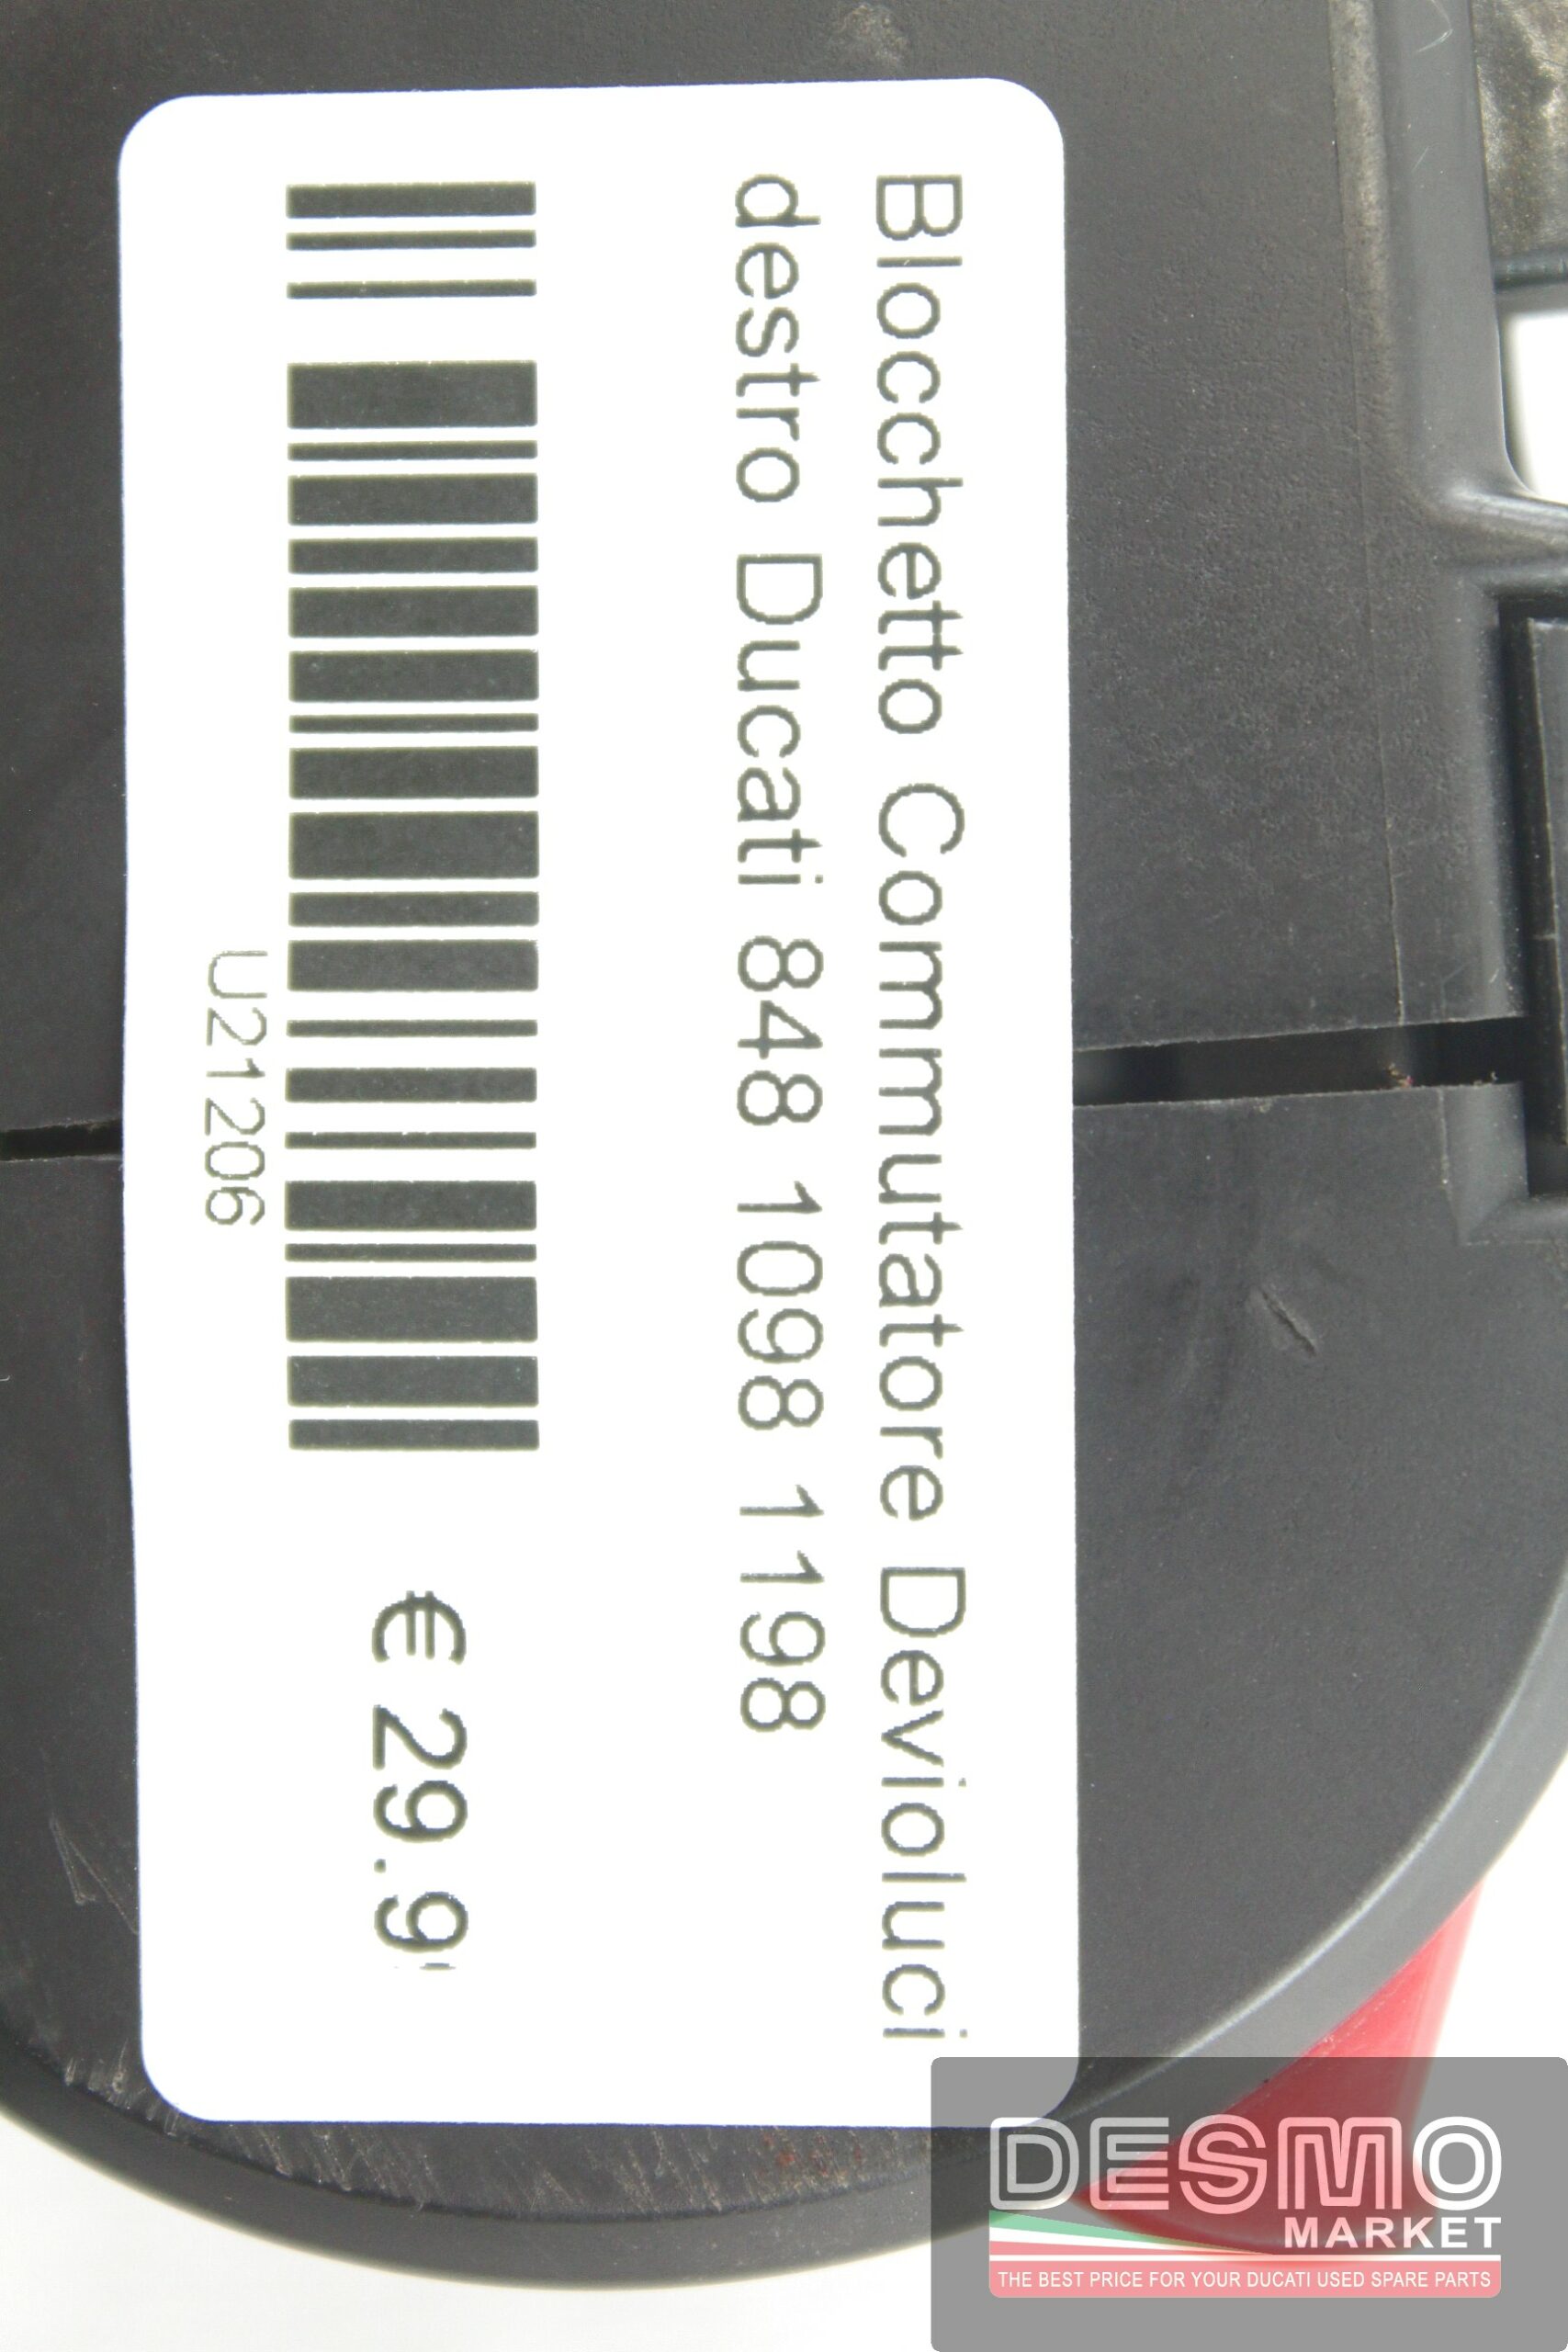 Blocchetto Commutatore Devioluci
destro Ducati 848 1098 1198
€ 29.9
U21206
DESMO
MARKET
THE BEST PRICE FOR YOUR DUCATI USED SPARE PARTS